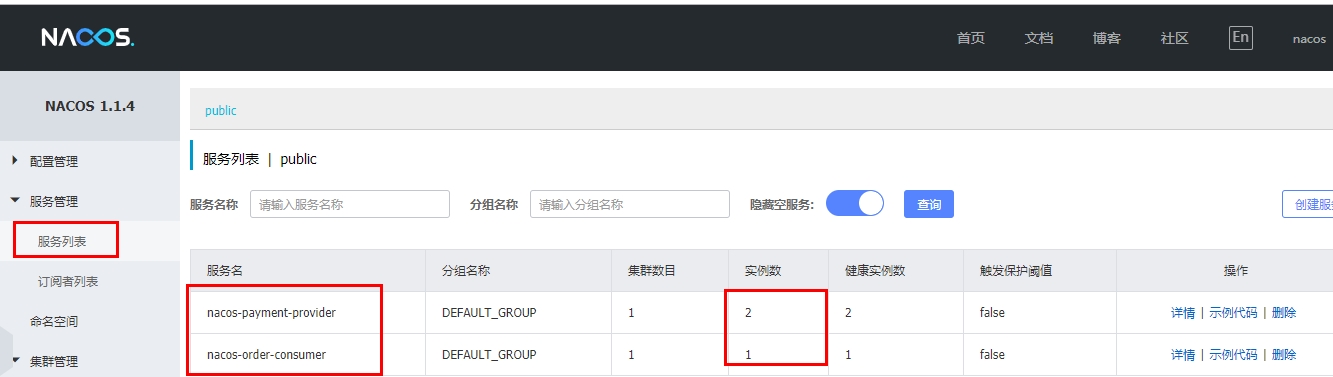 NACOS. 首页 文档 博客 社区 En nacos
NACOS 1.1.4
public
配置管理
服务列表 | public
服务管理
服务名称 请输入服务名称 分组名称 请输入分组名称 隐藏空服务: 查询 创建服
服务列表
订阅者列表
命名空间
集群管理
服务名 分组名称 集群数目 实例数 健康实例数 触发保护阈值 操作
nacos-payment-provider DEFAULT_GROUP 1 2 2 false 详情 | 示例代码 | 删除
nacos-order-consumer DEFAULT_GROUP 1 1 1 false 详情 | 示例代码 | 删除